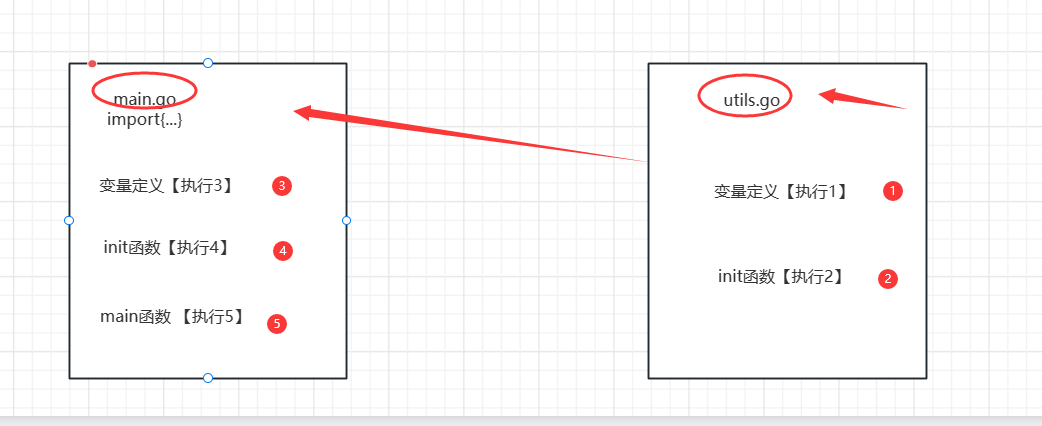 main.go
import{...}
变量定义【执行3】 3
init函数【执行4】 4
main函数 【执行5】 5
utils.go
变量定义【执行1】 1
init函数【执行2】 2